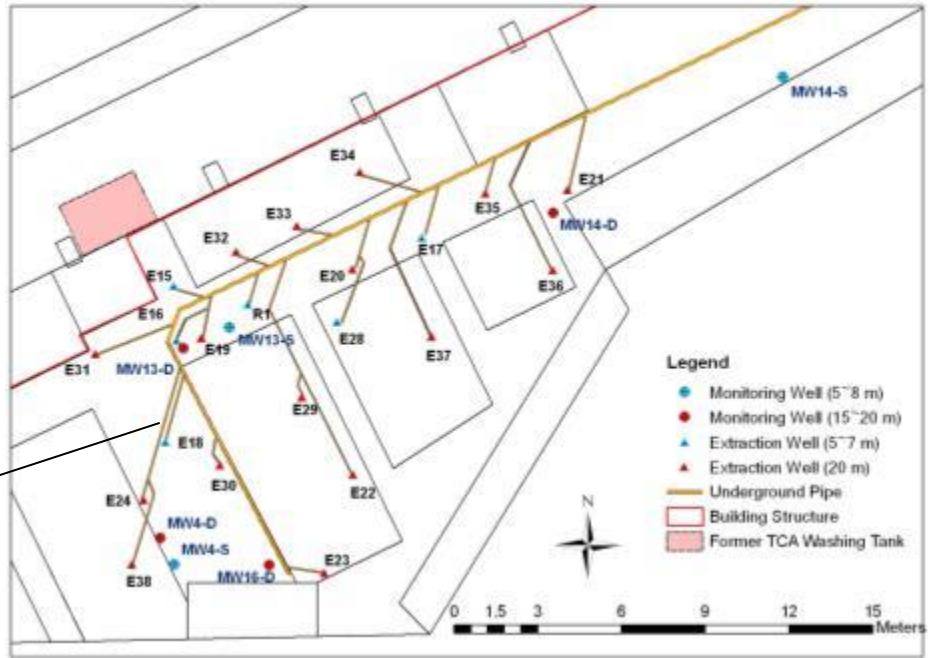 MW14-S
E34
E21
E35
MW14-D
E33
E32
E17
E15
E20
E36
E16
R1
MW13-S
E28
E19
E37
E31
MW13-D
Legend
Monitoring Well (5~8 m)
E29
Monitoring Well (15~20 m)
E18
Extraction Well (5~7 m)
E30
Extraction Well (20 m)
E22
Underground Pipe
E24
N
Building Structure
MW4-D
Former TCA Washing Tank
MW4-S
E23
E38
MW16-D
0 1.5 3 6 9 12 15
Meters